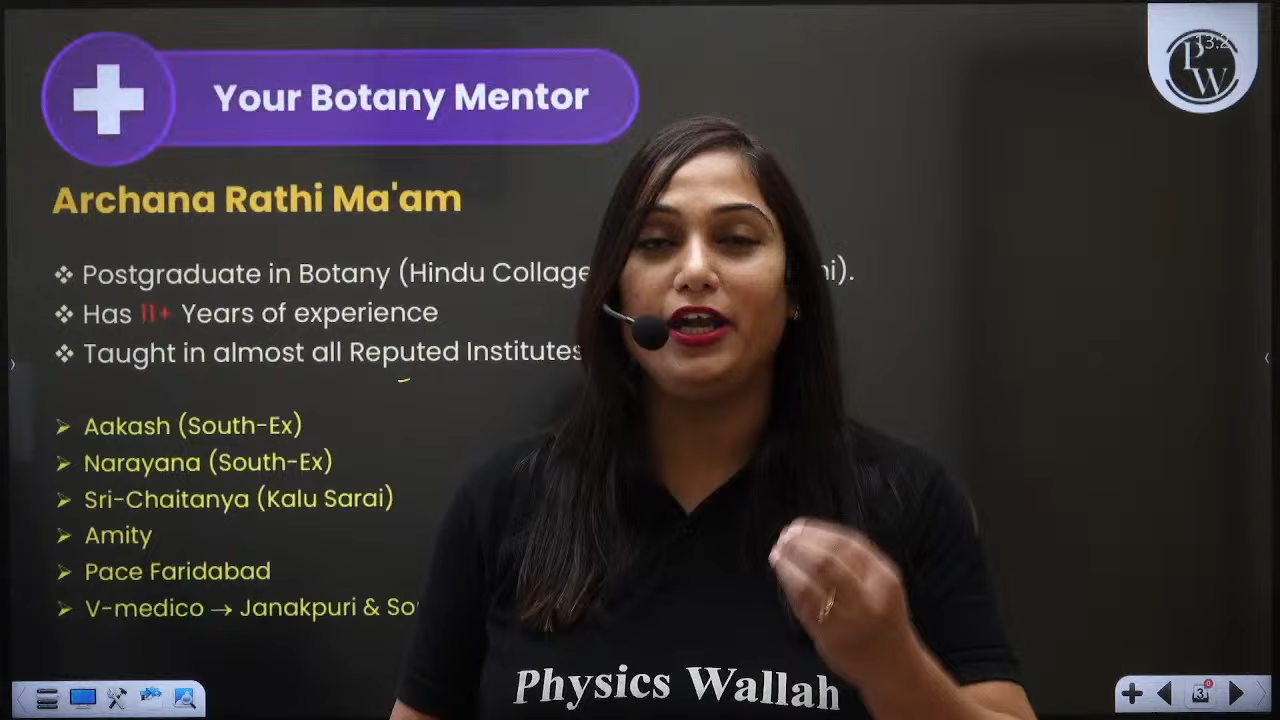 Your Botany Mentor
PW
Archana Rathi Ma'am
❖ Postgraduate in Botany (Hindu Collage
❖ Has 11+ Years of experience
❖ Taught in almost all Reputed Institutes
➢ Aakash (South-Ex)
➢ Narayana (South-Ex)
➢ Sri-Chaitanya (Kalu Sarai)
➢ Amity
➢ Pace Faridabad
➢ V-medico → Janakpuri &
Physics Wallah
3